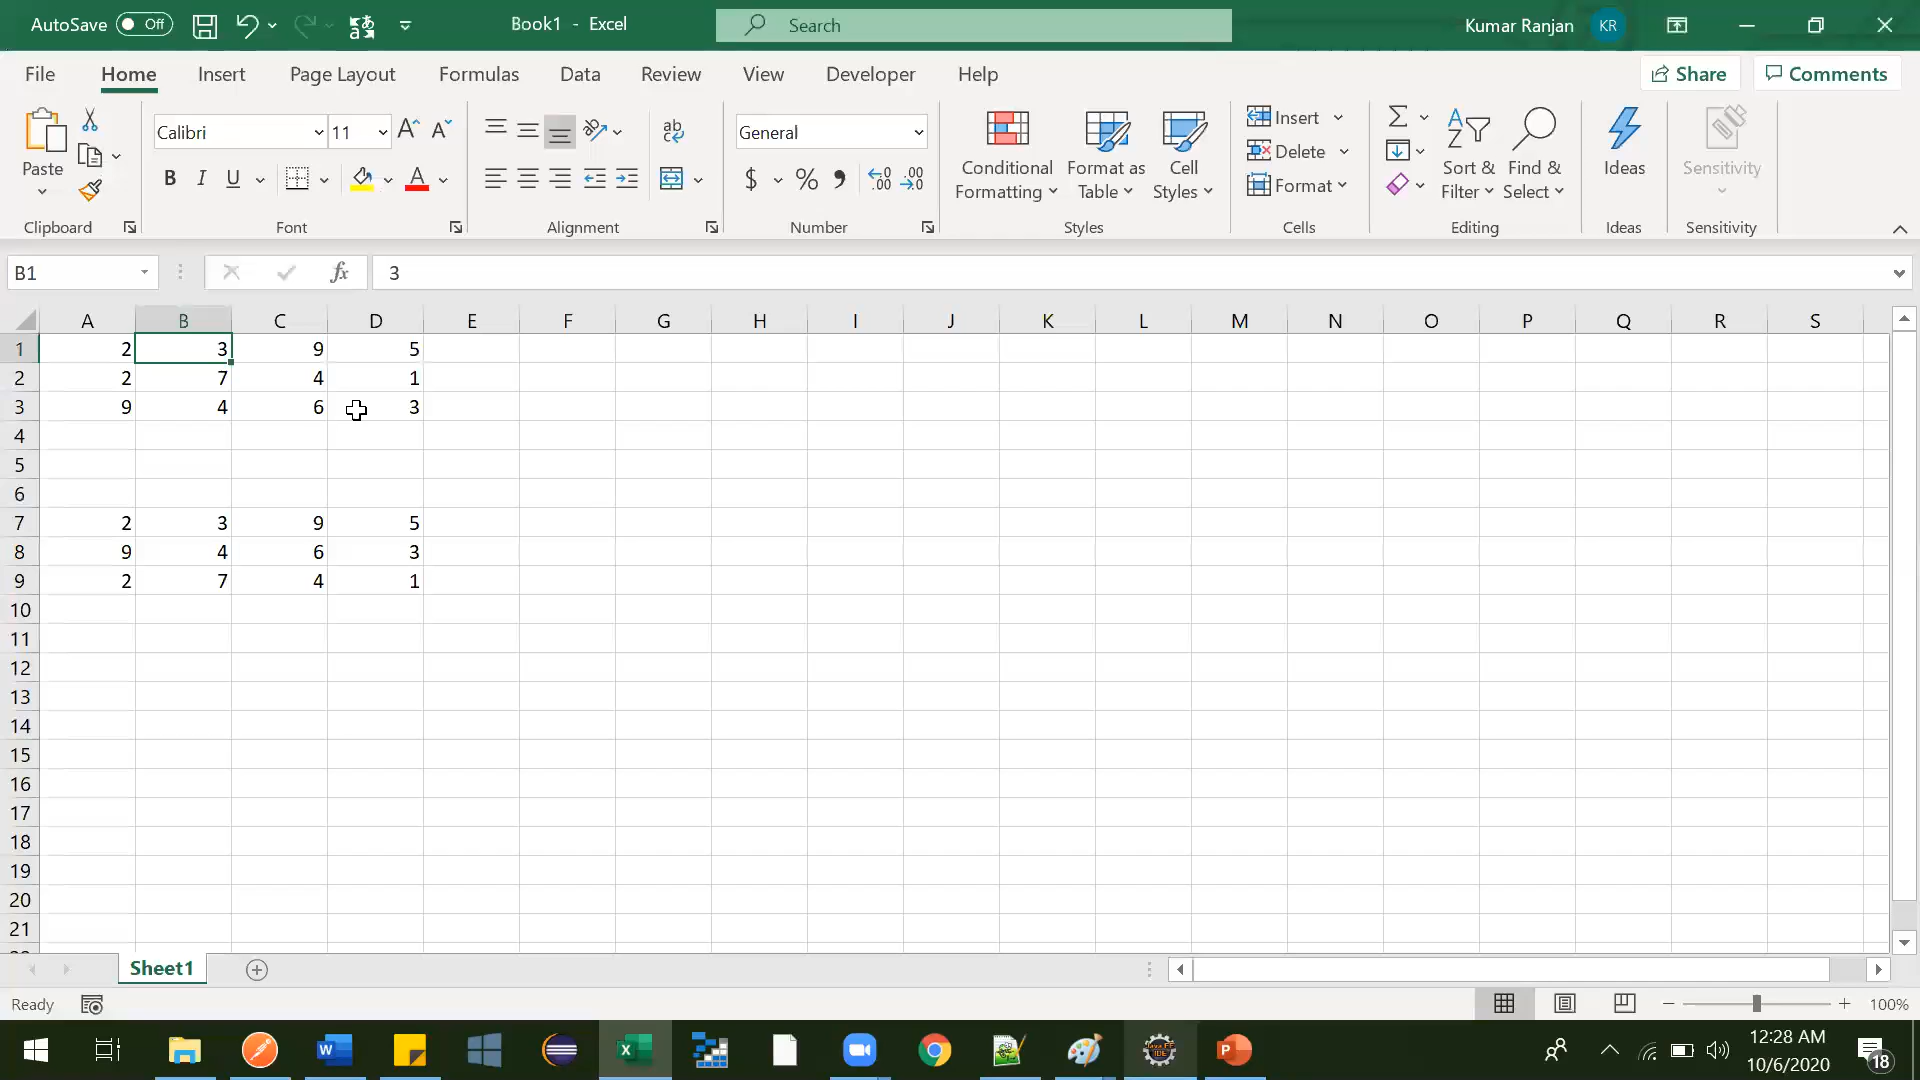 AutoSave Off Book1 - Excel Search Kumar Ranjan KR
File Home Insert Page Layout Formulas Data Review View Developer Help Share Comments
Paste
Clipboard
Calibri 11
B I U A
Font
ab
Alignment
General
$ % 9
Number
Conditional Formatting
Format as Table
Cell Styles
Styles
Insert
Delete
Format
Cells
Sort & Filter
Find & Select
Editing
Ideas
Ideas
Sensitivity
Sensitivity
B1 fx 3
A B C D E F G H I J K L M N O P Q R S
1 2 3 9 5
2 2 7 4 1
3 9 4 6 3
4
5
6
7 2 3 9 5
8 9 4 6 3
9 2 7 4 1
10
11
12
13
14
15
16
17
18
19
20
21
Sheet1
Ready 100%
12:28 AM
10/6/2020
18